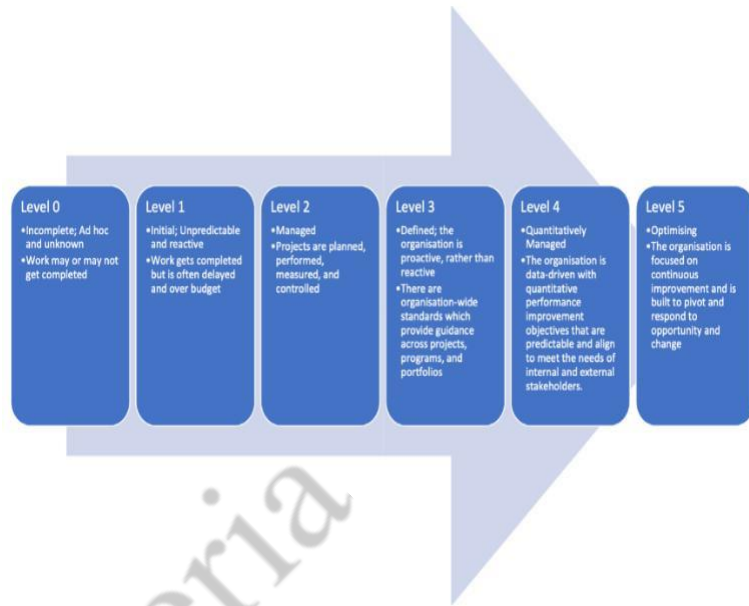 Level 0
•Incomplete; Ad hoc
and unknown
•Work may or may not
get completed
Level 1
•Initial; Unpredictable
and reactive
•Work gets completed
but is often delayed
and over budget
Level 2
•Managed
•Projects are planned,
performed,
measured, and
controlled
Level 3
•Defined; the
organisation is
proactive, rather than
reactive
•There are
organisation-wide
standards which
provide guidance
across projects,
programs, and
portfolios
Level 4
•Quantitatively
Managed
•The organisation is
data-driven with
quantitative
performance
improvement
objectives that are
predictable and align
to meet the needs of
internal and external
stakeholders.
Level 5
•Optimising
•The organisation is
focused on
continuous
improvement and is
built to pivot and
respond to
opportunity and
change
eria